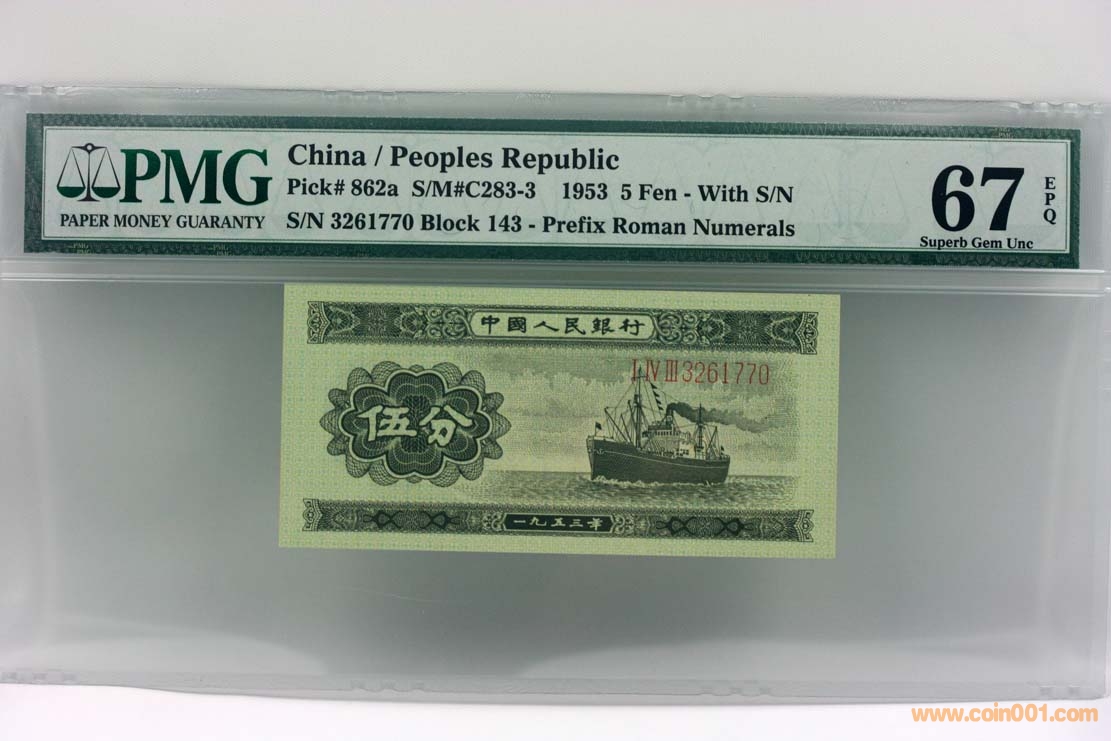 PMG
PAPER MONEY GUARANTY
China / Peoples Republic
Pick# 862a S/M#C283-3 1953 5 Fen - With S/N
S/N 3261770 Block 143 - Prefix Roman Numerals
67
EPQ
Superb Gem Unc
中國人民銀行
I IV III 3261770
伍分
一九五三年
www.coin001.com